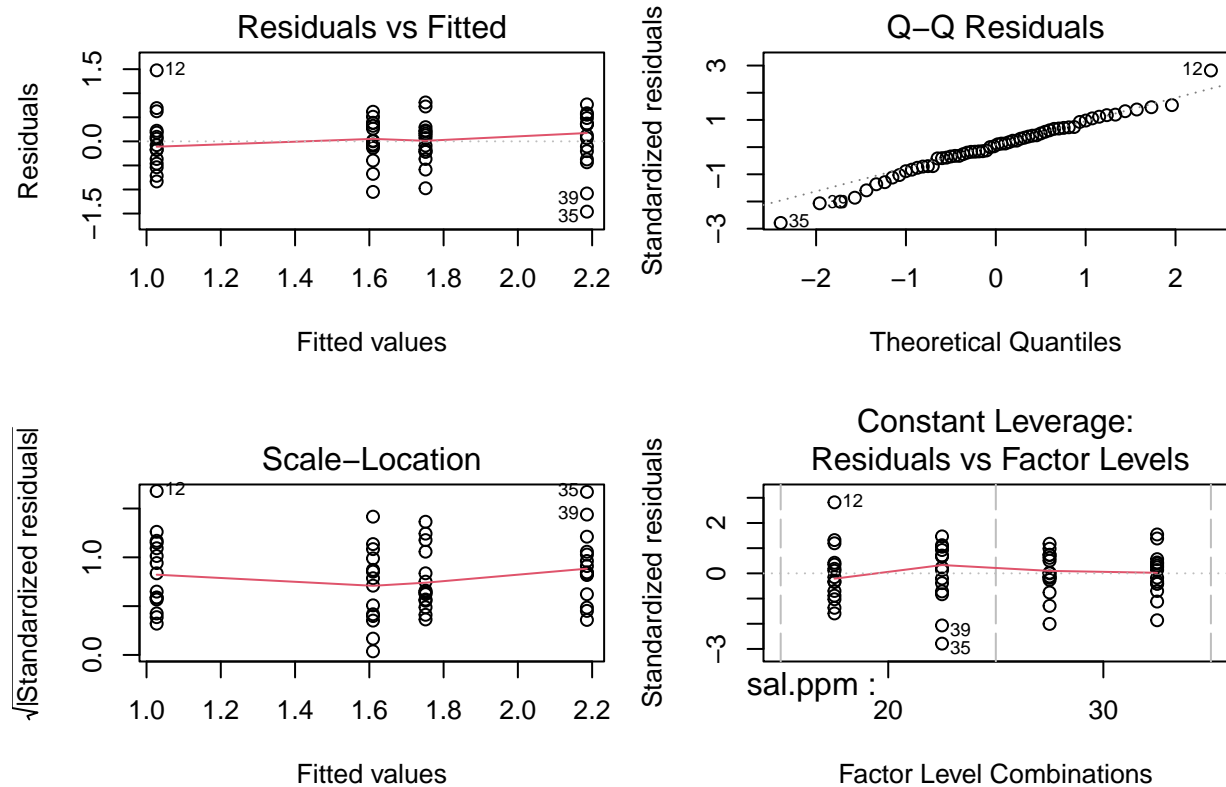 Residuals vs Fitted
Residuals
1.5
0.0
−1.5
12
39
35
1.0 1.2 1.4 1.6 1.8 2.0 2.2
Fitted values
Q−Q Residuals
Standardized residuals
3
1
−1
−3
12
39
35
−2 −1 0 1 2
Theoretical Quantiles
Scale−Location
√|Standardized residuals|
1.0
0.0
12
35
39
1.0 1.2 1.4 1.6 1.8 2.0 2.2
Fitted values
Constant Leverage:
Residuals vs Factor Levels
Standardized residuals
2
0
−3
12
39
35
sal.ppm :
20 30
Factor Level Combinations